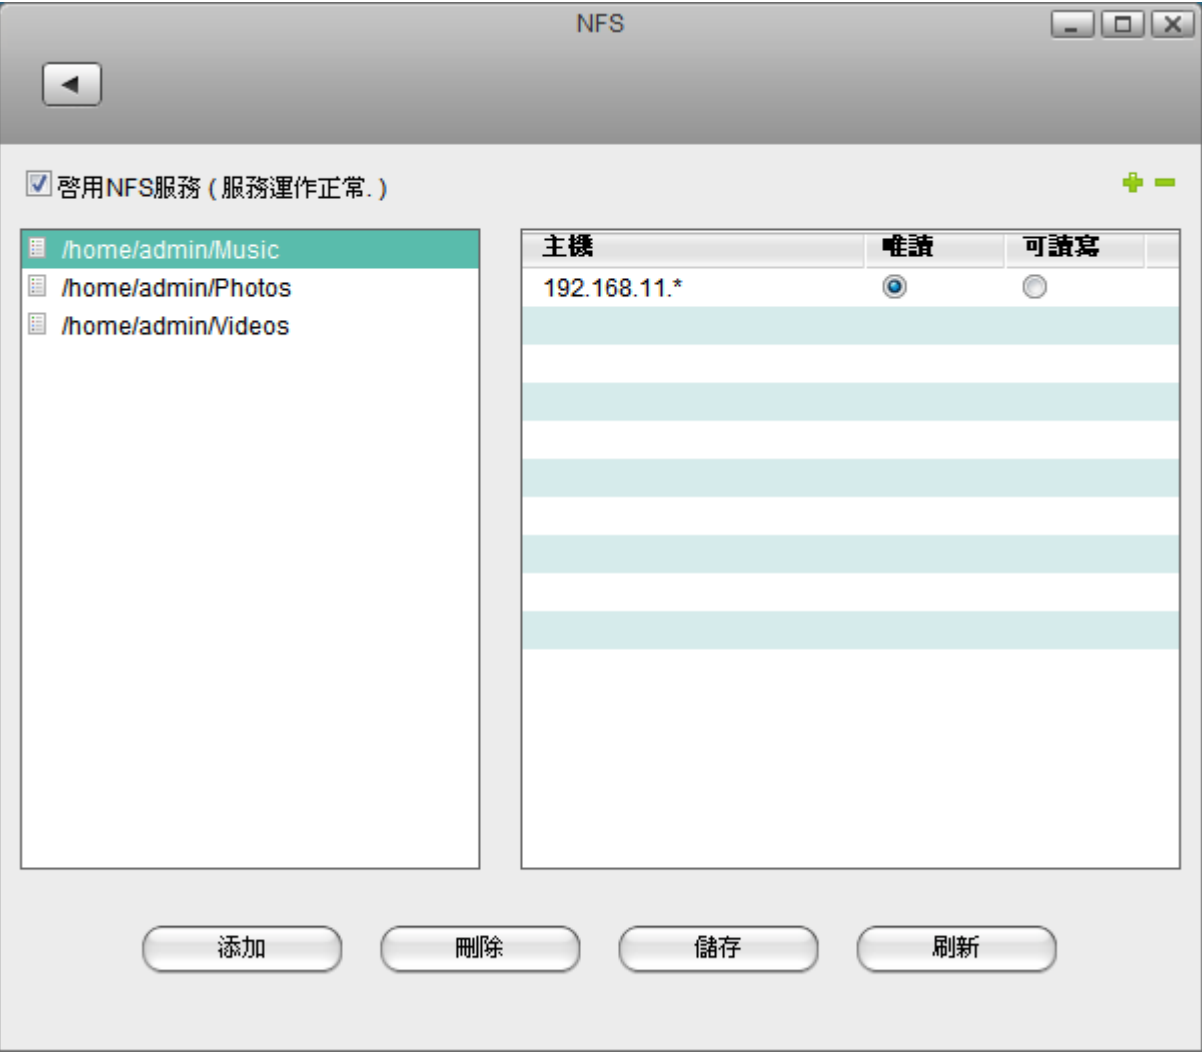 NFS
啓用NFS服務 ( 服務運作正常. )
/home/admin/Music
/home/admin/Photos
/home/admin/Videos
主機 唯讀 可讀寫
192.168.11.*
添加 刪除 儲存 刷新